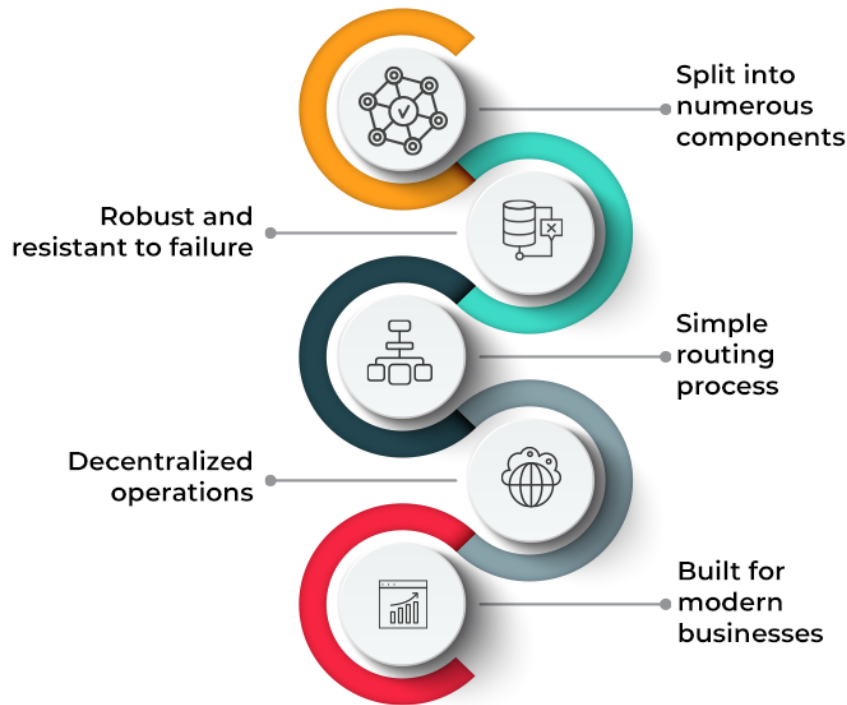 Split into
numerous
components
Robust and
resistant to failure
Simple
routing
process
Decentralized
operations
Built for
modern
businesses